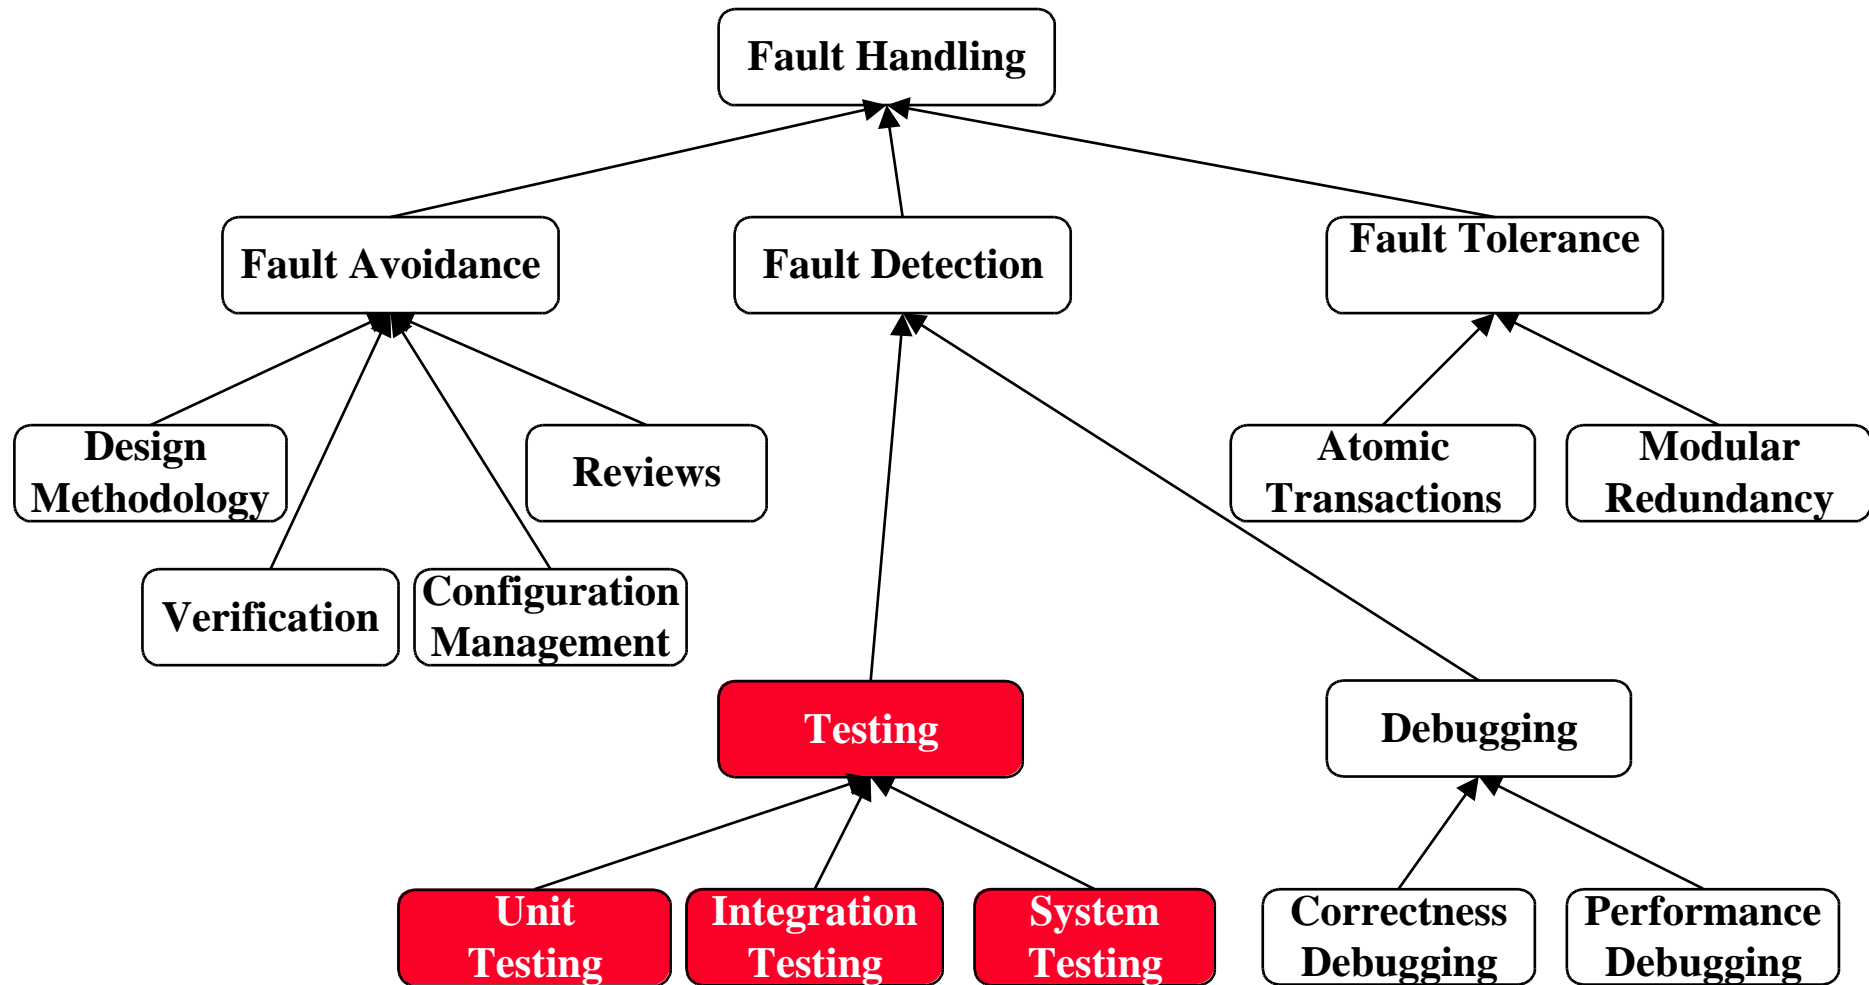 Fault Handling
Fault Avoidance
Fault Detection
Fault Tolerance
Design
Methodology
Reviews
Atomic
Transactions
Modular
Redundancy
Verification
Configuration
Management
Testing
Debugging
Unit
Testing
Integration
Testing
System
Testing
Correctness
Debugging
Performance
Debugging